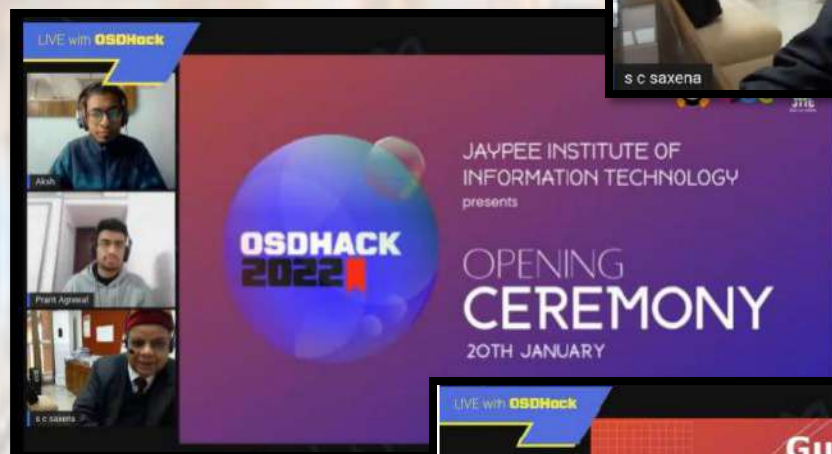 s c saxena
LIVE with OSDHack
Aksh
Prant Agrawal
s c saxena
OSDHACK
2022
JAYPEE INSTITUTE OF
INFORMATION TECHNOLOGY
presents
OPENING
CEREMONY
20TH JANUARY
LIVE with OSDHack
Gu